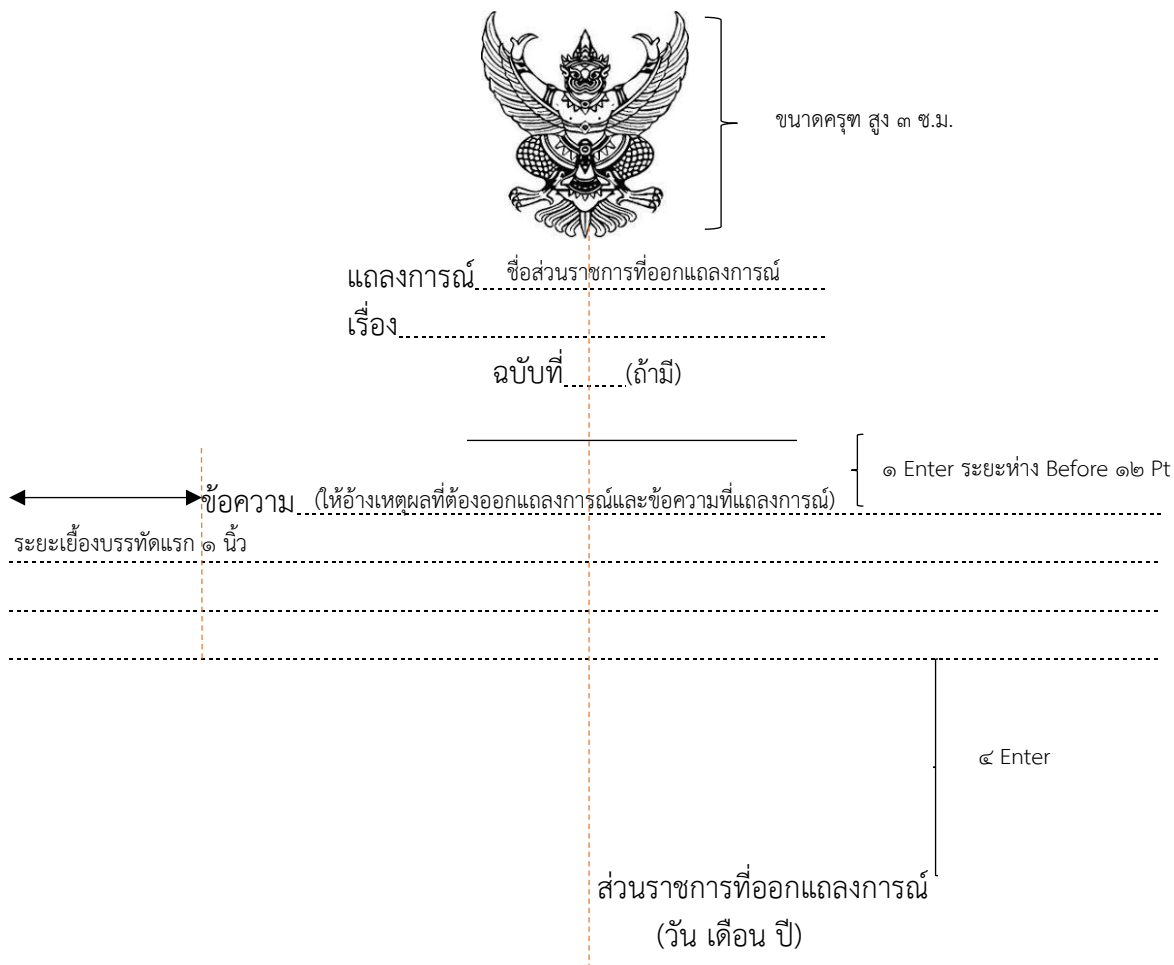 ขนาดครุฑ สูง ๓ ซ.ม.
แถลงการณ์ ชื่อส่วนราชการที่ออกแถลงการณ์
เรื่อง
ฉบับที่ (ถ้ามี)
๑ Enter ระยะห่าง Before ๑๒ Pt
ข้อความ (ให้อ้างเหตุผลที่ต้องออกแถลงการณ์และข้อความที่แถลงการณ์)
ระยะเยื้องบรรทัดแรก ๑ นิ้ว
๔ Enter
ส่วนราชการที่ออกแถลงการณ์
(วัน เดือน ปี)